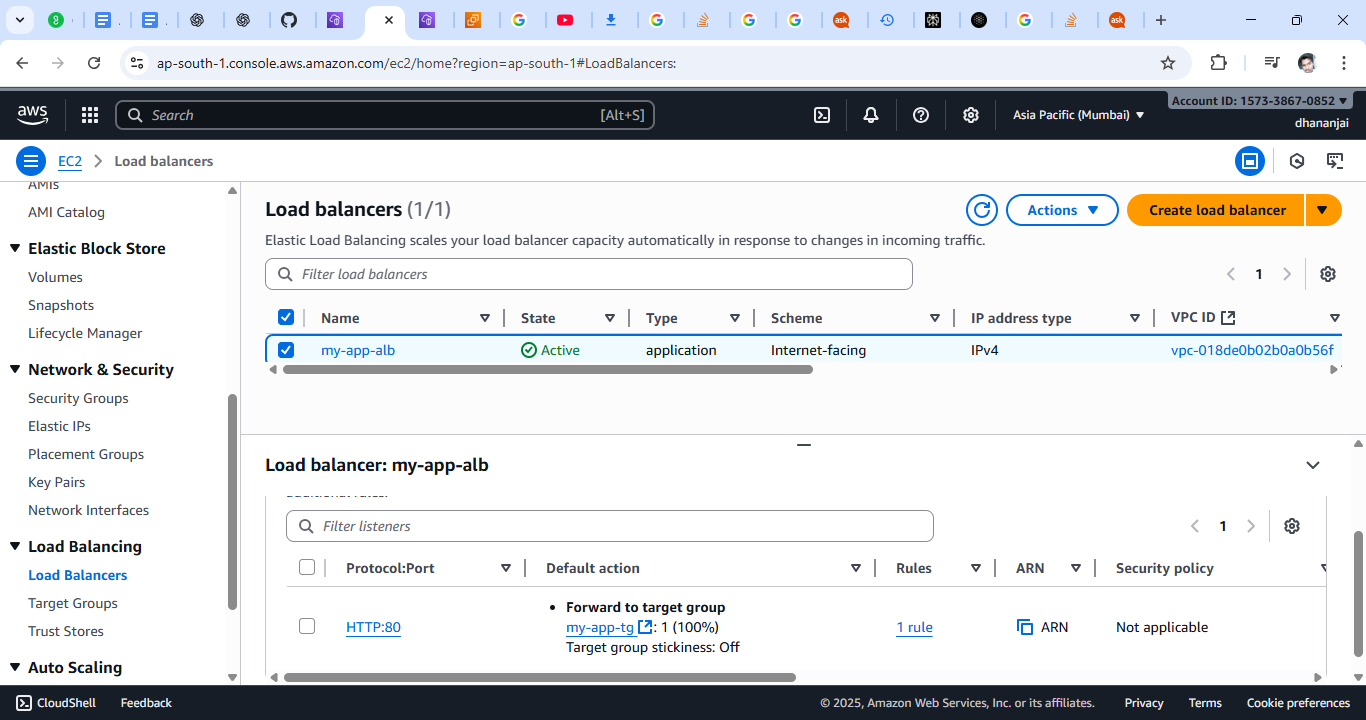 ap-south-1.console.aws.amazon.com/ec2/home?region=ap-south-1#LoadBalancers:
aws
Search
[Alt+S]
Asia Pacific (Mumbai)
Account ID: 1573-3867-0852
dhananjai
EC2
Load balancers
AMIs
AMI Catalog
Elastic Block Store
Volumes
Snapshots
Lifecycle Manager
Network & Security
Security Groups
Elastic IPs
Placement Groups
Key Pairs
Network Interfaces
Load Balancing
Load Balancers
Target Groups
Trust Stores
Auto Scaling
Load balancers (1/1)
Actions
Create load balancer
Elastic Load Balancing scales your load balancer capacity automatically in response to changes in incoming traffic.
Filter load balancers
1
Name State Type Scheme IP address type VPC ID
my-app-alb Active application Internet-facing IPv4 vpc-018de0b02b0a0b56f
Load balancer: my-app-alb
additional rules.
Filter listeners
1
Protocol:Port Default action Rules ARN Security policy
HTTP:80
• Forward to target group
my-app-tg : 1 (100%)
Target group stickiness: Off
1 rule
ARN
Not applicable
CloudShell
Feedback
© 2025, Amazon Web Services, Inc. or its affiliates.
Privacy
Terms
Cookie preferences